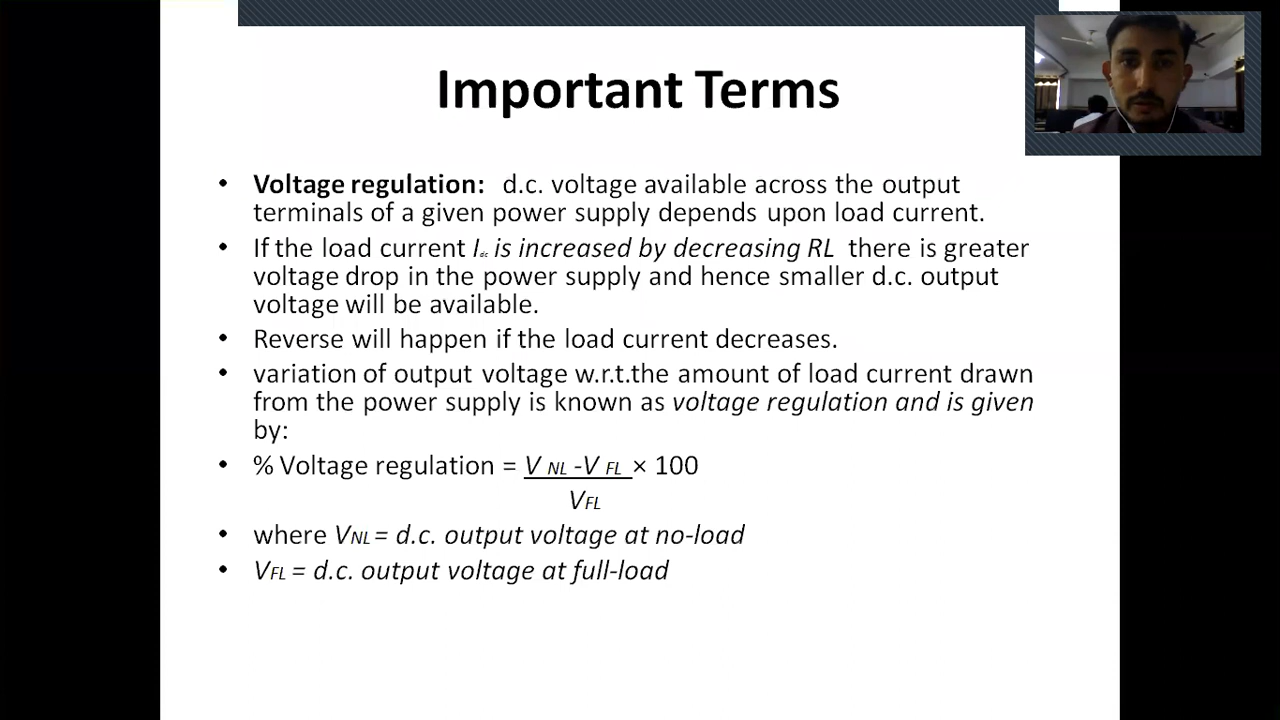 Important Terms
• Voltage regulation: d.c. voltage available across the output
terminals of a given power supply depends upon load current.
• If the load current Idc is increased by decreasing RL there is greater
voltage drop in the power supply and hence smaller d.c. output
voltage will be available.
• Reverse will happen if the load current decreases.
• variation of output voltage w.r.t.the amount of load current drawn
from the power supply is known as voltage regulation and is given
by:
• % Voltage regulation = V NL -V FL × 100
VFL
• where VNL = d.c. output voltage at no-load
• VFL = d.c. output voltage at full-load